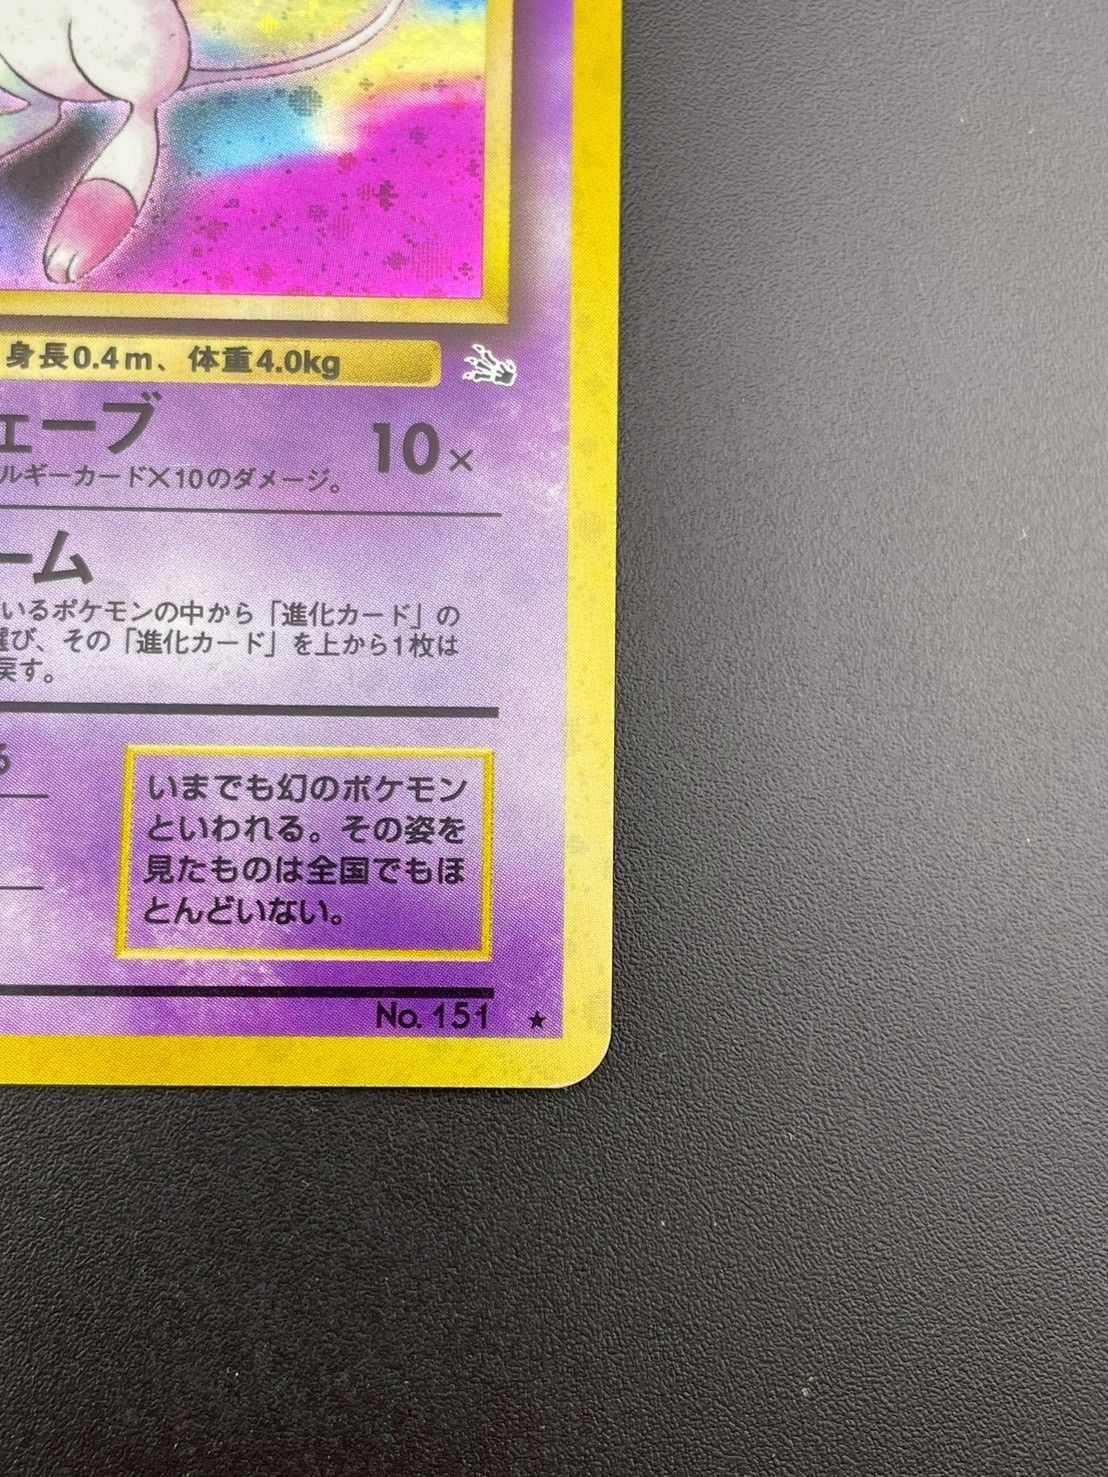 身長0.4m、体重4.0kg
ェーブ 10×
ルギーカード×10のダメージ。
ーム
いるポケモンの中から「進化カード」の
選び、その「進化カード」を上から1枚は
戻す。
る
いまでも幻のポケモン
といわれる。その姿を
見たものは全国でもほ
とんどいない。
No. 151 ★